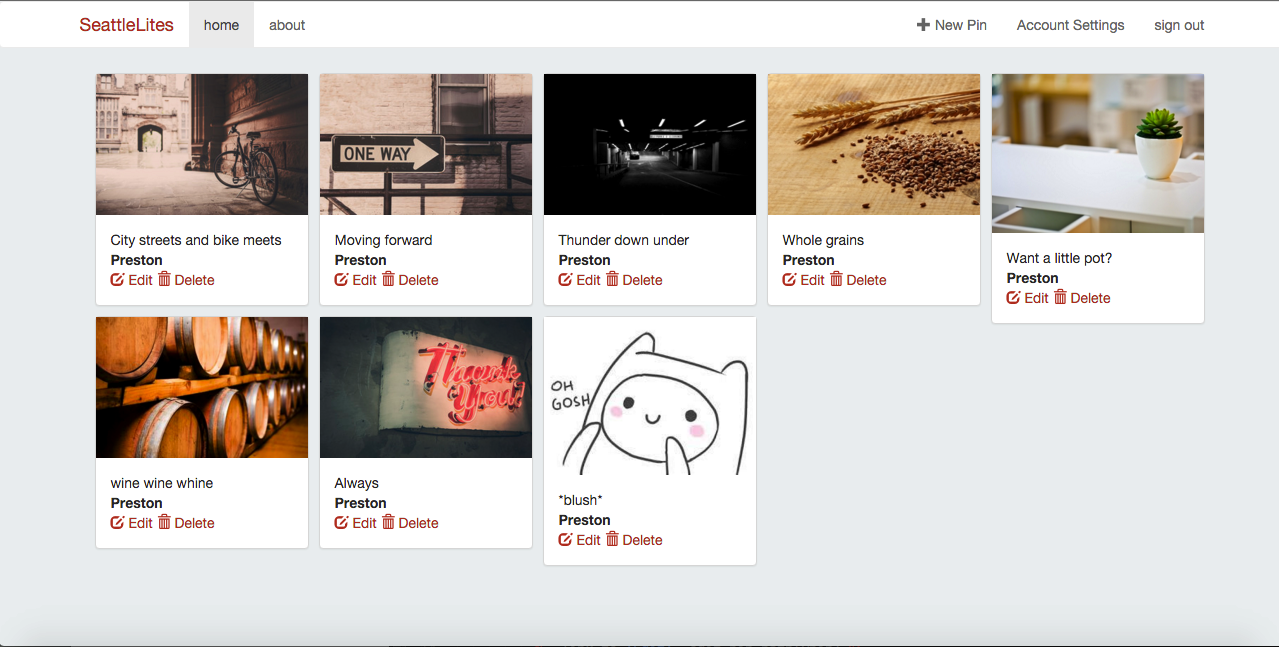 SeattleLites home about New Pin Account Settings sign out
ONE WAY
City streets and bike meets
Preston
Edit Delete
Moving forward
Preston
Edit Delete
Thunder down under
Preston
Edit Delete
Whole grains
Preston
Edit Delete
Want a little pot?
Preston
Edit Delete
wine wine whine
Preston
Edit Delete
Thank
You!
Always
Preston
Edit Delete
OH
GOSH
*blush*
Preston
Edit Delete